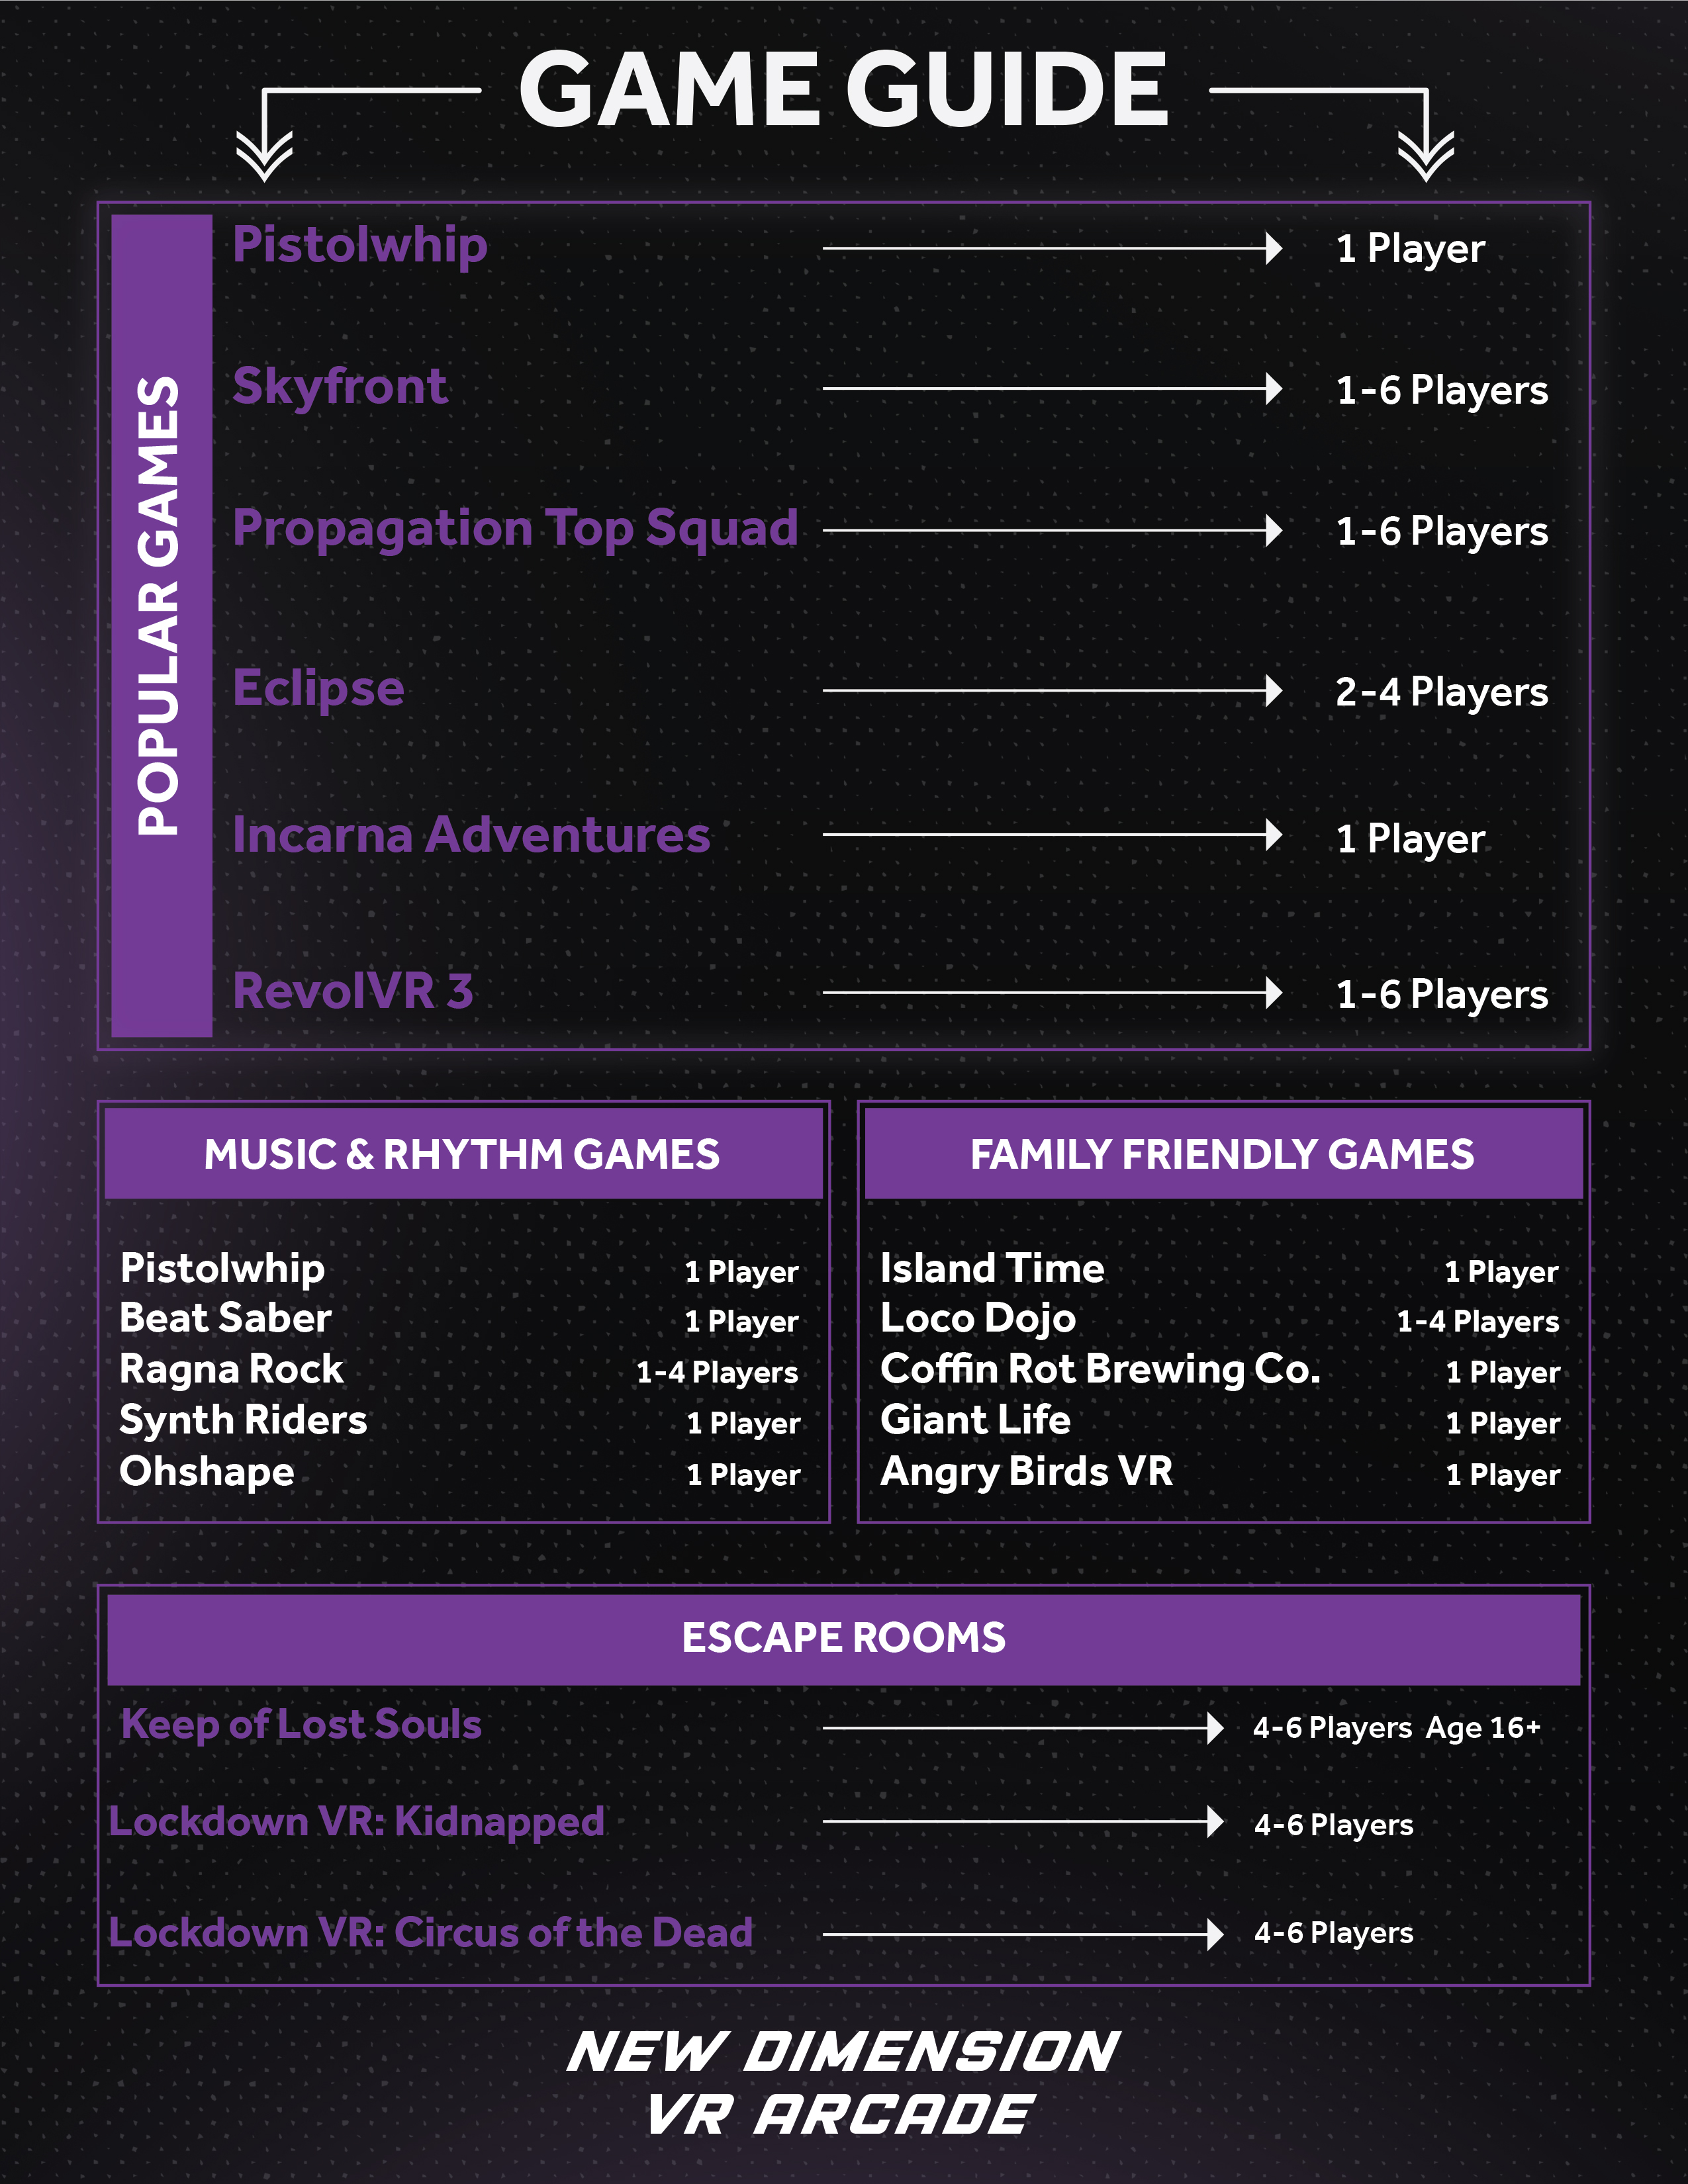 GAME GUIDE
POPULAR GAMES
Pistolwhip 1 Player
Skyfront 1-6 Players
Propagation Top Squad 1-6 Players
Eclipse 2-4 Players
Incarna Adventures 1 Player
RevolVR 3 1-6 Players
MUSIC & RHYTHM GAMES
Pistolwhip 1 Player
Beat Saber 1 Player
Ragna Rock 1-4 Players
Synth Riders 1 Player
Ohshape 1 Player
FAMILY FRIENDLY GAMES
Island Time 1 Player
Loco Dojo 1-4 Players
Coffin Rot Brewing Co. 1 Player
Giant Life 1 Player
Angry Birds VR 1 Player
ESCAPE ROOMS
Keep of Lost Souls 4-6 Players Age 16+
Lockdown VR: Kidnapped 4-6 Players
Lockdown VR: Circus of the Dead 4-6 Players
NEW DIMENSION
VR ARCADE